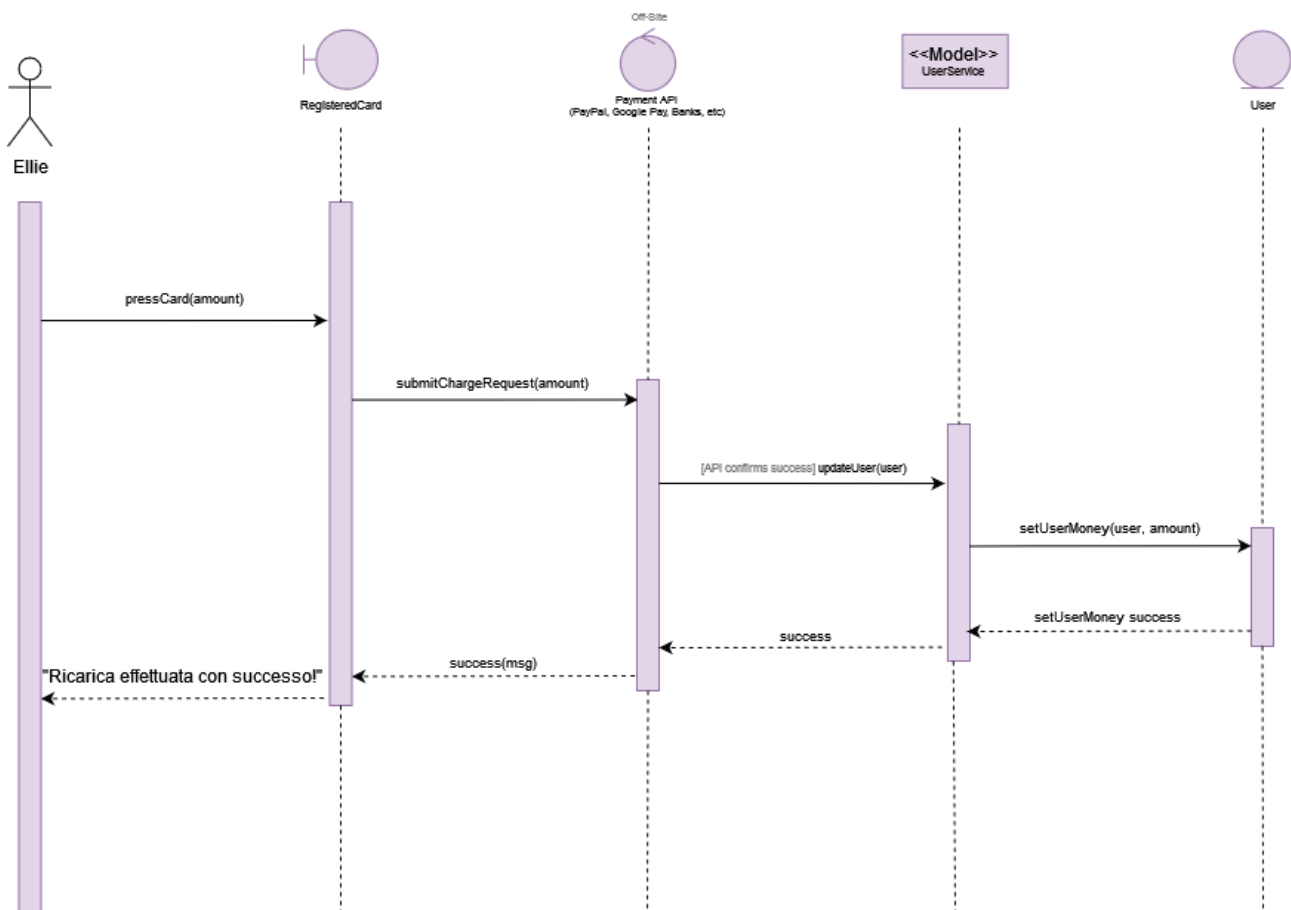 Off-Site
<<Model>>
UserService
RegisteredCard
Payment API
(PayPal, Google Pay, Banks, etc)
User
Ellie
pressCard(amount)
submitChargeRequest(amount)
[API confirms success] updateUser(user)
setUserMoney(user, amount)
setUserMoney success
success
success(msg)
"Ricarica effettuata con successo!"